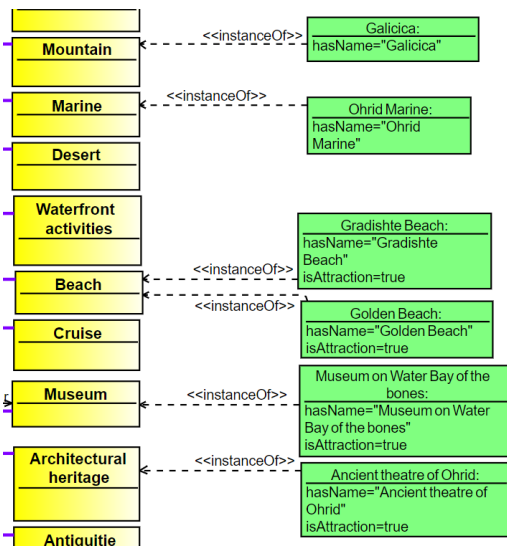 Mountain
<<instanceOf>>
Galicica:
hasName="Galicica"
Marine
<<instanceOf>>
Ohrid Marine:
hasName="Ohrid
Marine"
Desert
Waterfront
activities
Gradishte Beach:
hasName="Gradishte
Beach"
isAttraction=true
Beach
<<instanceOf>>
<<instanceOf>>
Golden Beach:
hasName="Golden Beach"
isAttraction=true
Cruise
Museum
<<instanceOf>>
Museum on Water Bay of the
bones:
hasName="Museum on Water
Bay of the bones"
isAttraction=true
Architectural
heritage
<<instanceOf>>
Ancient theatre of Ohrid:
hasName="Ancient theatre of
Ohrid"
isAttraction=true
Antiquitie